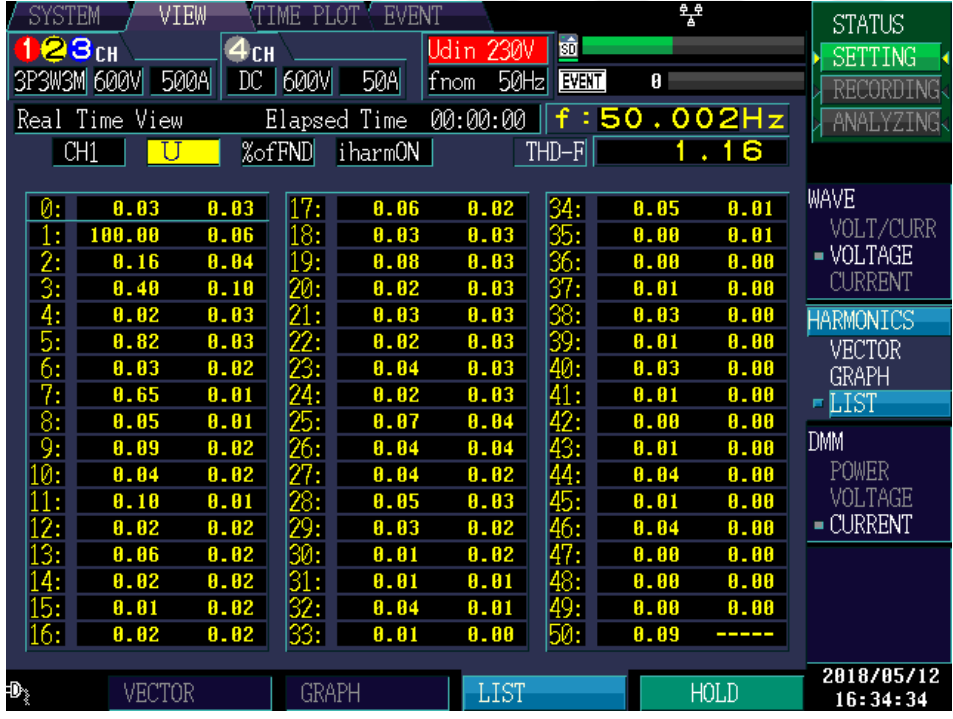 SYSTEM VIEW TIME PLOT EVENT
1 2 3 CH 4 CH Udin 230V SD
3P3W3M 600V 500A DC 600V 50A fnom 50Hz EVENT 0
Real Time View Elapsed Time 00:00:00 f:50.002Hz
CH1 U %ofFND iharmON THD-F 1.16
0: 0.03 0.03 17: 0.06 0.02 34: 0.05 0.01
1: 100.00 0.06 18: 0.03 0.03 35: 0.00 0.01
2: 0.16 0.04 19: 0.08 0.03 36: 0.00 0.00
3: 0.40 0.10 20: 0.02 0.03 37: 0.01 0.00
4: 0.02 0.03 21: 0.03 0.03 38: 0.03 0.00
5: 0.82 0.03 22: 0.02 0.03 39: 0.01 0.00
6: 0.03 0.02 23: 0.04 0.03 40: 0.03 0.00
7: 0.65 0.01 24: 0.02 0.03 41: 0.01 0.00
8: 0.05 0.01 25: 0.07 0.04 42: 0.00 0.00
9: 0.09 0.02 26: 0.04 0.04 43: 0.01 0.00
10: 0.04 0.02 27: 0.04 0.02 44: 0.04 0.00
11: 0.10 0.01 28: 0.05 0.03 45: 0.01 0.00
12: 0.02 0.02 29: 0.03 0.02 46: 0.04 0.00
13: 0.06 0.02 30: 0.01 0.02 47: 0.00 0.00
14: 0.02 0.02 31: 0.01 0.01 48: 0.00 0.00
15: 0.01 0.02 32: 0.04 0.01 49: 0.00 0.00
16: 0.02 0.02 33: 0.01 0.00 50: 0.09 -----
VECTOR GRAPH LIST HOLD
STATUS
SETTING
RECORDING
ANALYZING
WAVE
VOLT/CURR
VOLTAGE
CURRENT
HARMONICS
VECTOR
GRAPH
LIST
DMM
POWER
VOLTAGE
CURRENT
2018/05/12
16:34:34